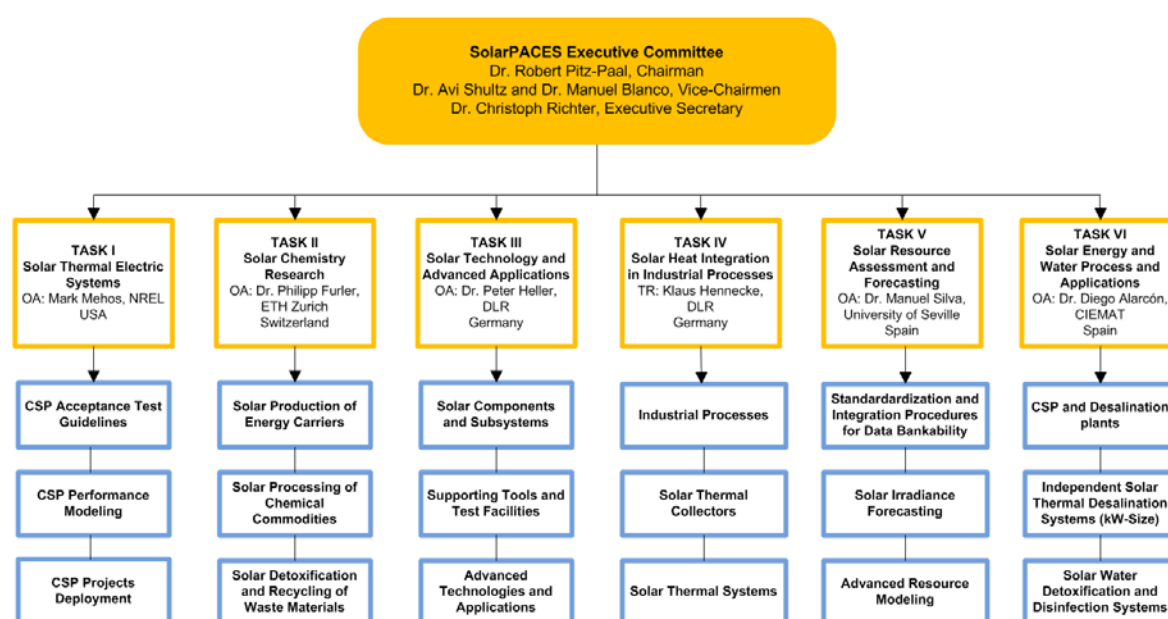 SolarPACES Executive Committee
Dr. Robert Pitz-Paal, Chairman
Dr. Avi Shultz and Dr. Manuel Blanco, Vice-Chairmen
Dr. Christoph Richter, Executive Secretary
TASK I
Solar Thermal Electric
Systems
OA: Mark Mehos, NREL
USA
TASK II
Solar Chemistry
Research
OA: Dr. Philipp Furler,
ETH Zurich
Switzerland
TASK III
Solar Technology and
Advanced Applications
OA: Dr. Peter Heller,
DLR
Germany
TASK IV
Solar Heat Integration
in Industrial Processes
TR: Klaus Hennecke,
DLR
Germany
TASK V
Solar Resource
Assessment and
Forecasting
OA: Dr. Manuel Silva,
University of Seville
Spain
TASK VI
Solar Energy and
Water Process and
Applications
OA: Dr. Diego Alarcón,
CIEMAT
Spain
CSP Acceptance Test
Guidelines
Solar Production of
Energy Carriers
Solar Components
and Subsystems
Industrial Processes
Standardardization and
Integration Procedures
for Data Bankability
CSP and Desalination
plants
CSP Performance
Modeling
Solar Processing of
Chemical
Commodities
Supporting Tools and
Test Facilities
Solar Thermal
Collectors
Solar Irradiance
Forecasting
Independent Solar
Thermal Desalination
Systems (kW-Size)
CSP Projects
Deployment
Solar Detoxification
and Recycling of
Waste Materials
Advanced
Technologies and
Applications
Solar Thermal Systems
Advanced Resource
Modeling
Solar Water
Detoxification and
Disinfection Systems